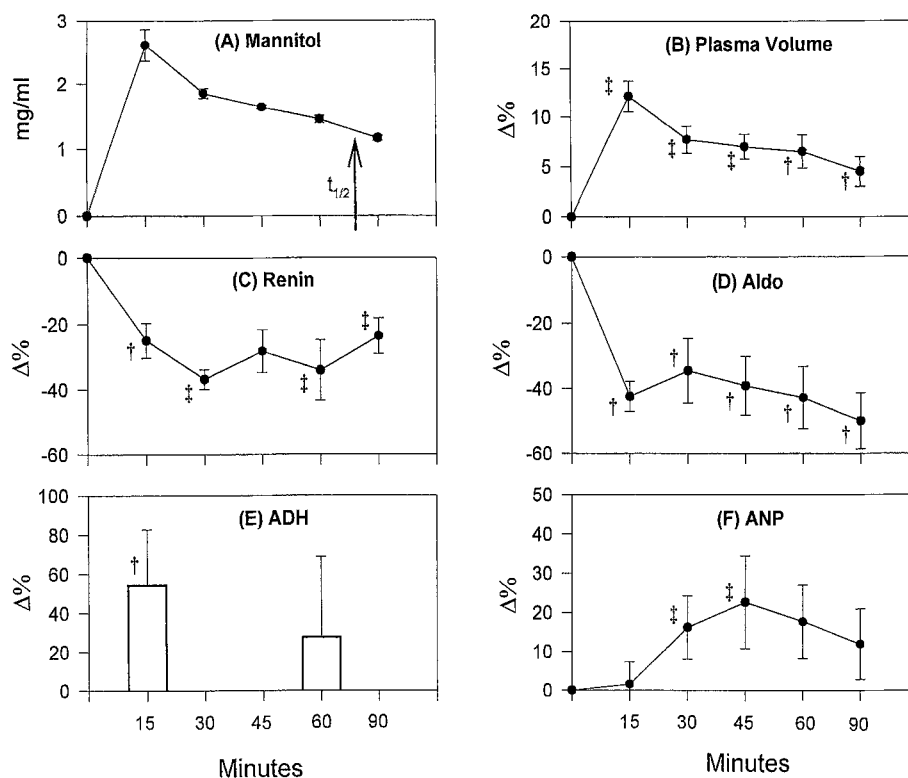 (A) Mannitol
mg/ml
3
2
1
0
t1/2
(B) Plasma Volume
Δ%
20
15
10
5
0
‡
‡
‡
†
†
(C) Renin
Δ%
0
-20
-40
-60
†
‡
‡
‡
(D) Aldo
Δ%
0
-20
-40
-60
†
†
†
†
†
(E) ADH
Δ%
100
80
60
40
20
0
†
15 30 45 60 90
Minutes
(F) ANP
Δ%
50
40
30
20
10
0
‡
‡
15 30 45 60 90
Minutes